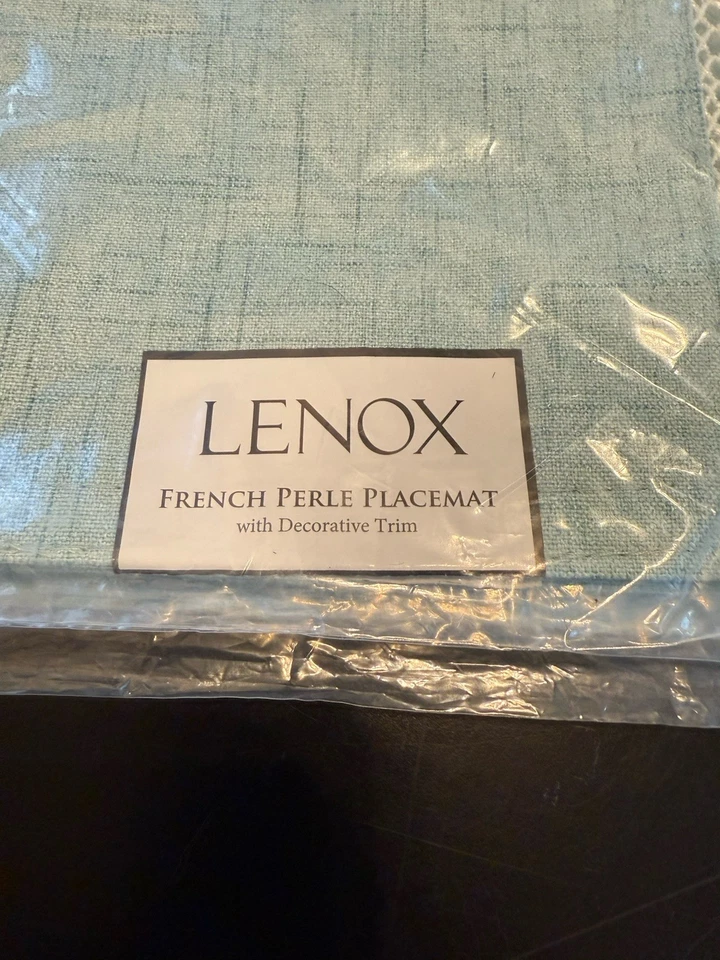 LENOX
FRENCH PERLE PLACEMAT
with Decorative Trim